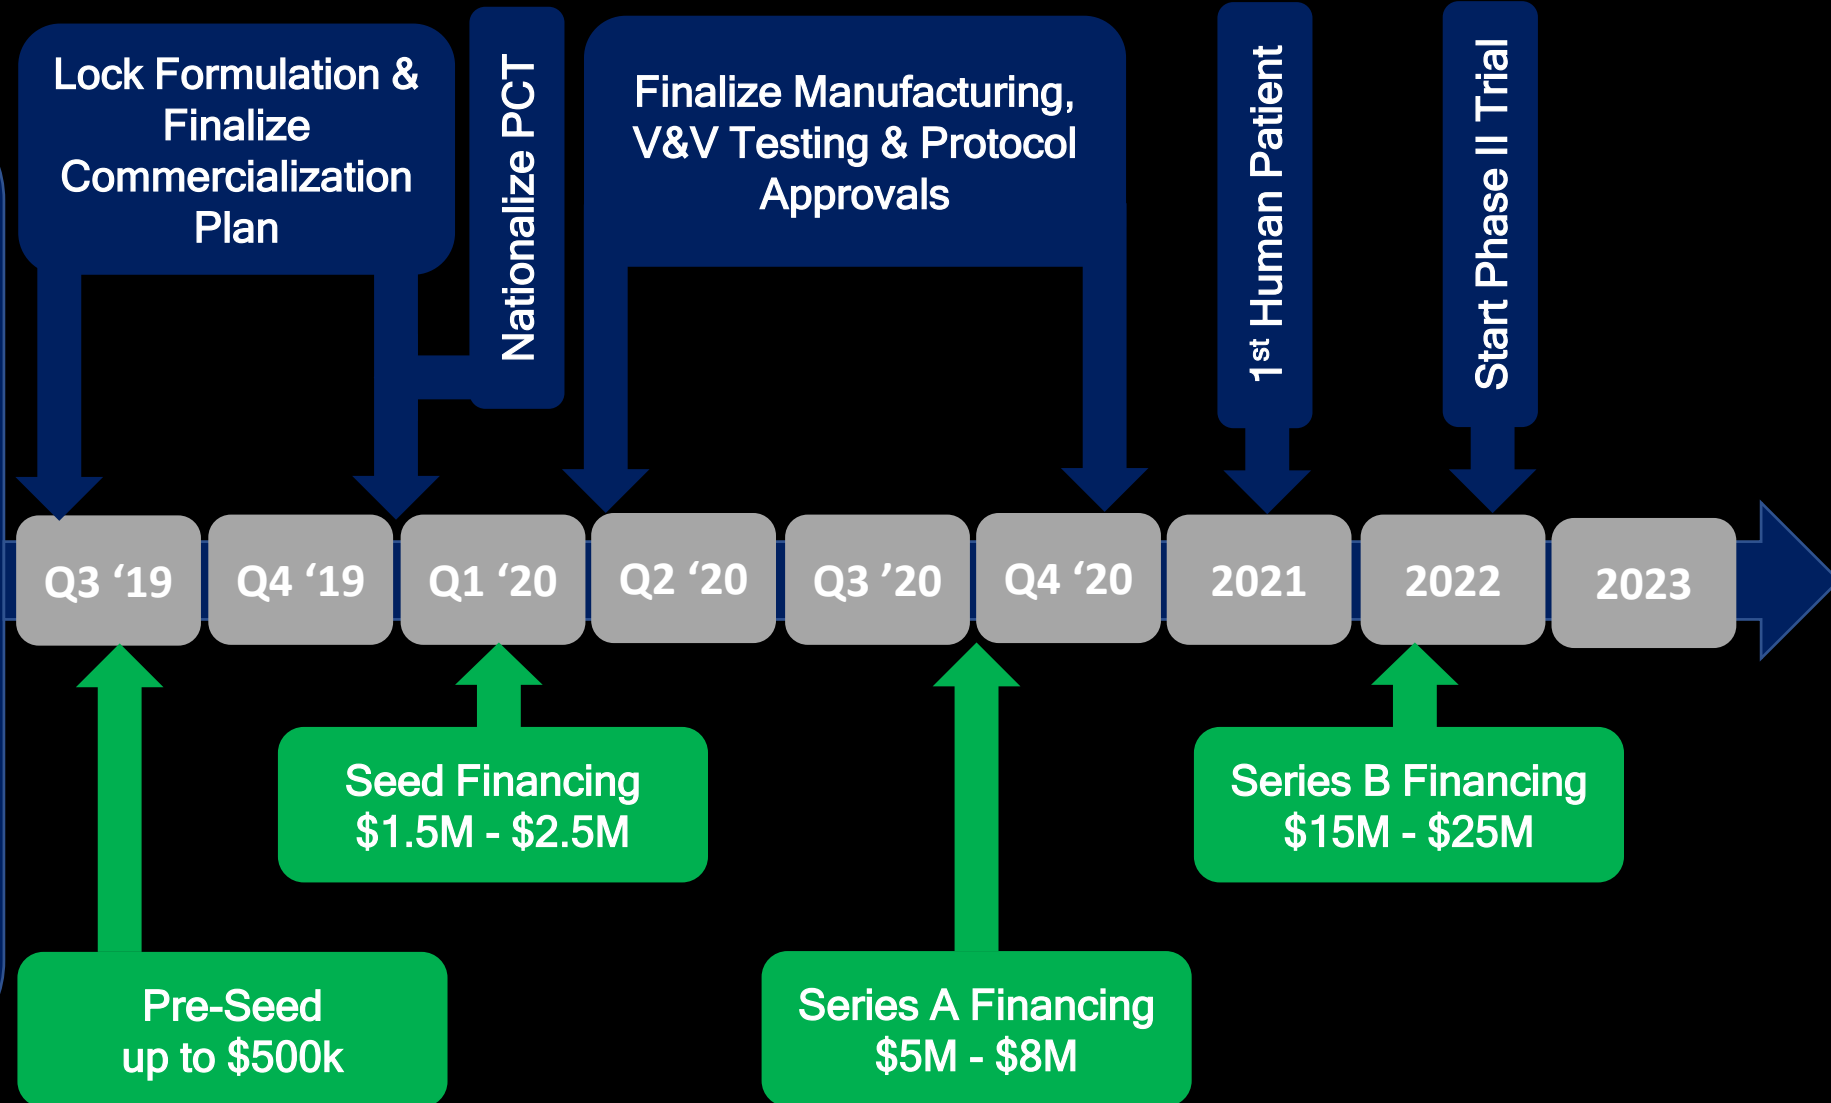 Lock Formulation &
Finalize
Commercialization
Plan
Nationalize PCT
Finalize Manufacturing,
V&V Testing & Protocol
Approvals
1st Human Patient
Start Phase II Trial
Q3 ‘19
Q4 ‘19
Q1 ‘20
Q2 ‘20
Q3 ’20
Q4 ‘20
2021
2022
2023
Seed Financing
$1.5M - $2.5M
Series B Financing
$15M - $25M
Pre-Seed
up to $500k
Series A Financing
$5M - $8M